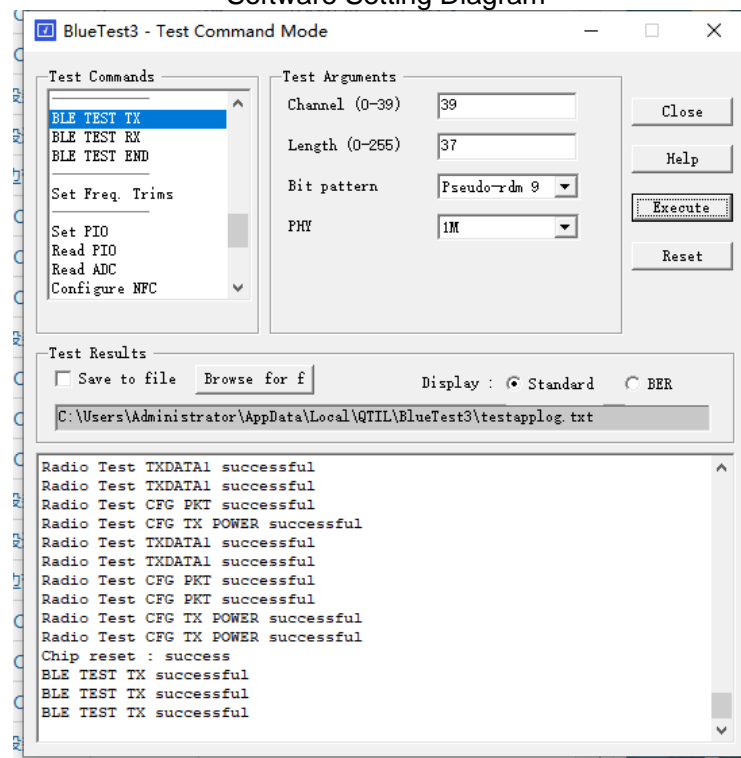 Software Setting Diagram
BlueTest3 - Test Command Mode
Test Commands
BLE TEST TX
BLE TEST RX
BLE TEST END
Set Freq. Trims
Set PIO
Read PIO
Read ADC
Configure NFC
Test Arguments
Channel (0-39) 39
Length (0-255) 37
Bit pattern Pseudo-rdm 9
PHY 1M
Close
Help
Execute
Reset
Test Results
Save to file Browse for f Display : Standard BER
C:\Users\Administrator\AppData\Local\QTIL\BlueTest3\testapplog.txt
Radio Test TXDATA1 successful
Radio Test TXDATA1 successful
Radio Test CFG PKT successful
Radio Test CFG TX POWER successful
Radio Test TXDATA1 successful
Radio Test TXDATA1 successful
Radio Test CFG PKT successful
Radio Test CFG PKT successful
Radio Test CFG TX POWER successful
Radio Test CFG TX POWER successful
Chip reset : success
BLE TEST TX successful
BLE TEST TX successful
BLE TEST TX successful